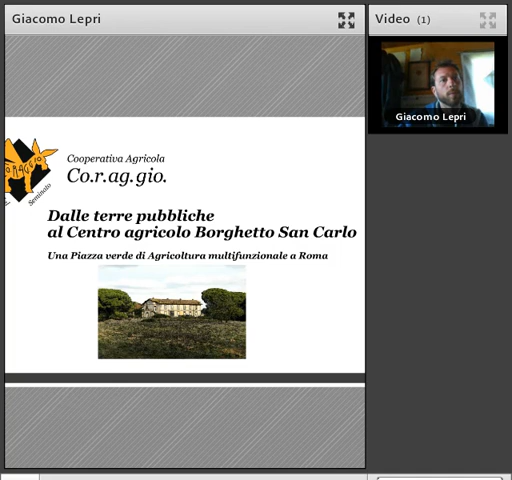 Giacomo Lepri
Video (1)
Giacomo Lepri
Cooperativa Agricola
Co.r.ag.gio.
Seminato
Dalle terre pubbliche
al Centro agricolo Borghetto San Carlo
Una Piazza verde di Agricoltura multifunzionale a Roma